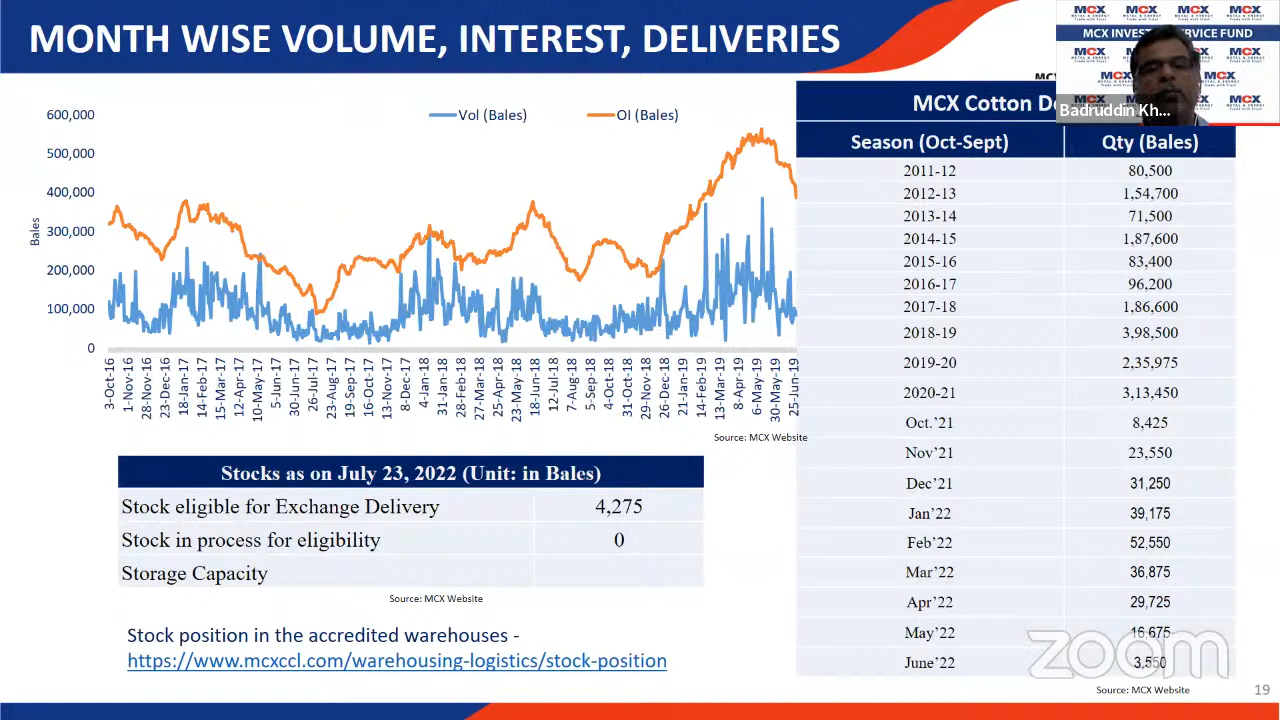 MONTH WISE VOLUME, INTEREST, DELIVERIES
MCX INVEST SERVICE FUND
Badruddin Kh...
Vol (Bales)
OI (Bales)
600,000
500,000
400,000
300,000
200,000
100,000
0
Bales
3-Oct-16
1-Nov-16
28-Nov-16
23-Dec-16
18-Jan-17
14-Feb-17
15-Mar-17
12-Apr-17
10-May-17
5-Jun-17
30-Jun-17
26-Jul-17
23-Aug-17
19-Sep-17
16-Oct-17
13-Nov-17
8-Dec-17
4-Jan-18
31-Jan-18
28-Feb-18
27-Mar-18
25-Apr-18
23-May-18
18-Jun-18
12-Jul-18
7-Aug-18
5-Sep-18
4-Oct-18
31-Oct-18
29-Nov-18
26-Dec-18
21-Jan-19
14-Feb-19
13-Mar-19
8-Apr-19
6-May-19
30-May-19
25-Jun-19
Source: MCX Website
MCX Cotton
Season (Oct-Sept) Qty (Bales)
2011-12 80,500
2012-13 1,54,700
2013-14 71,500
2014-15 1,87,600
2015-16 83,400
2016-17 96,200
2017-18 1,86,600
2018-19 3,98,500
2019-20 2,35,975
2020-21 3,13,450
Oct.'21 8,425
Nov'21 23,550
Dec'21 31,250
Jan'22 39,175
Feb'22 52,550
Mar'22 36,875
Apr'22 29,725
May'22 16,675
June'22 3,550
zoom
Source: MCX Website
Stocks as on July 23, 2022 (Unit: in Bales)
Stock eligible for Exchange Delivery 4,275
Stock in process for eligibility 0
Storage Capacity
Source: MCX Website
Stock position in the accredited warehouses -
https://www.mcxccl.com/warehousing-logistics/stock-position
19